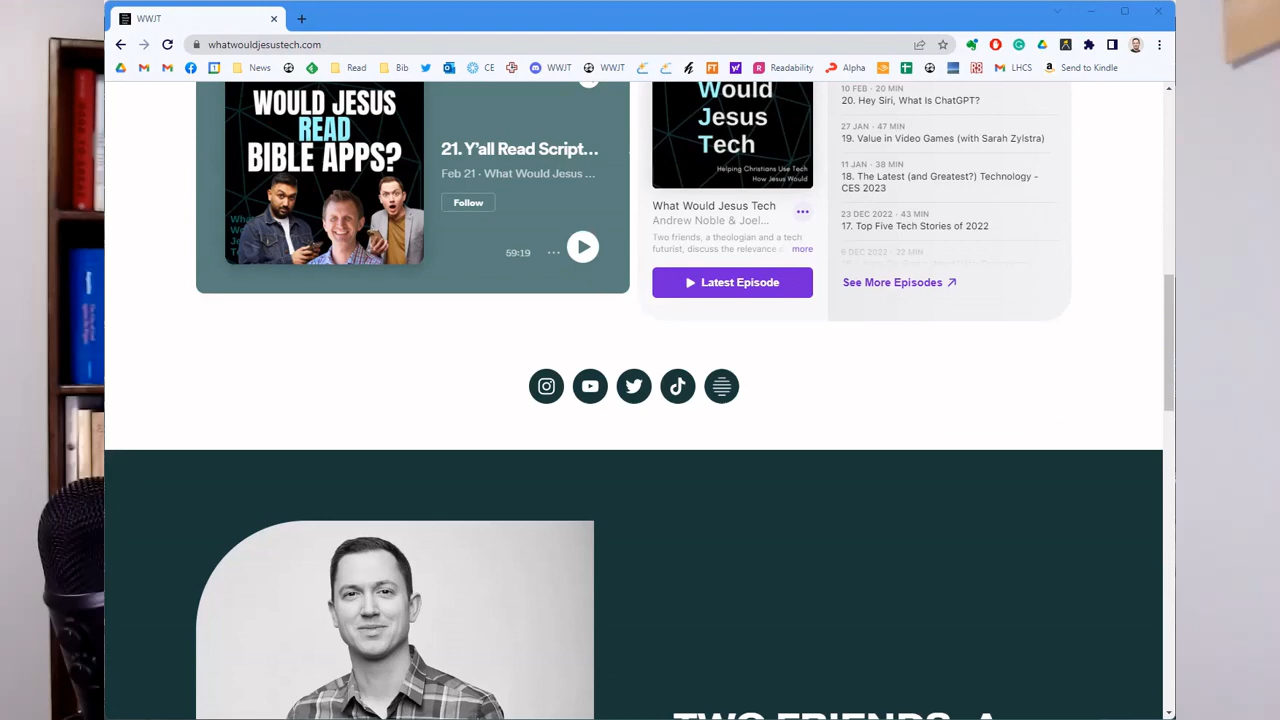 WWJT
whatwouldjesustech.com
News
Read
Bib
CE
WWJT
WWJT
Readability
Alpha
LHCS
Send to Kindle
WOULD JESUS
READ
BIBLE APPS?
21. Y'all Read Script...
Feb 21 · What Would Jesus ...
Follow
59:19
Would
Jesus
Tech
Helping Christians Use Tech
How Jesus Would
What Would Jesus Tech
Andrew Noble & Joel...
Two friends, a theologian and a tech
futurist, discuss the relevance
more
Latest Episode
10 FEB · 20 MIN
20. Hey Siri, What Is ChatGPT?
27 JAN · 47 MIN
19. Value in Video Games (with Sarah Zylstra)
11 JAN · 38 MIN
18. The Latest (and Greatest?) Technology -
CES 2023
23 DEC 2022 · 43 MIN
17. Top Five Tech Stories of 2022
See More Episodes
TWO FRIENDS, A